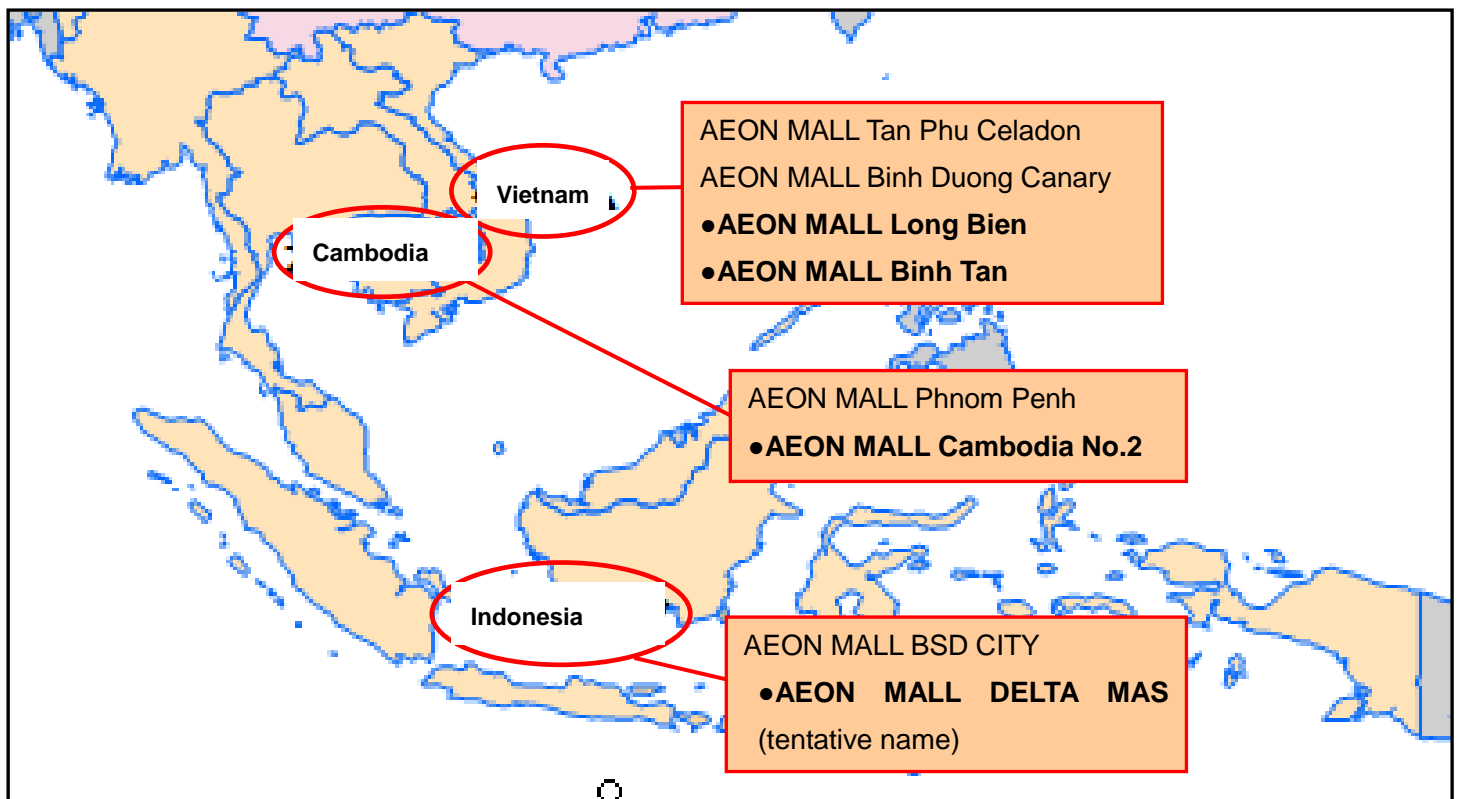 Vietnam
AEON MALL Tan Phu Celadon
AEON MALL Binh Duong Canary
●AEON MALL Long Bien
●AEON MALL Binh Tan
Cambodia
AEON MALL Phnom Penh
●AEON MALL Cambodia No.2
Indonesia
AEON MALL BSD CITY
●AEON MALL DELTA MAS
(tentative name)